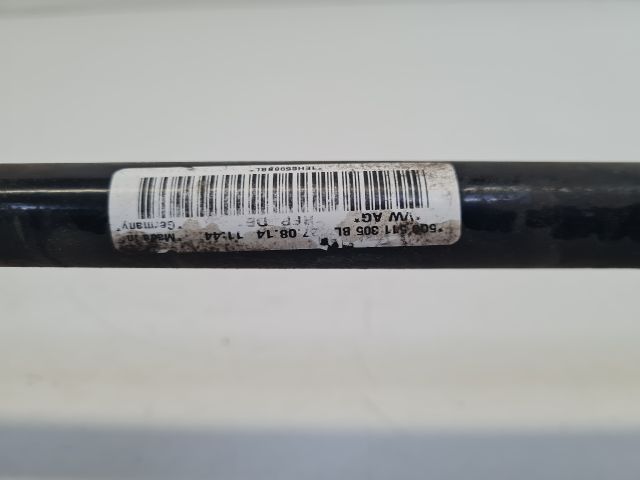 *5Q0 511 305 BL 7.08.14 11:44 *Made in
*VW AG* Germany*